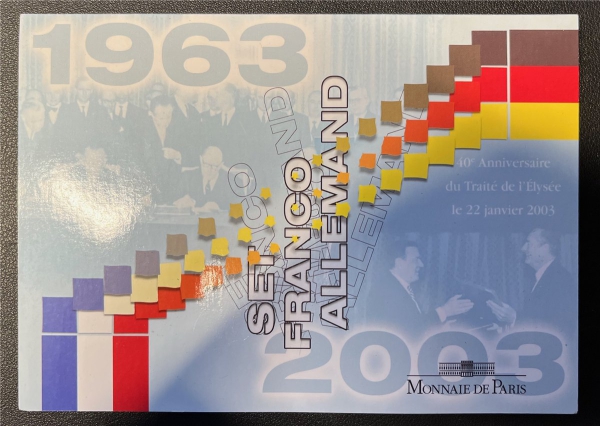 1963
SET
FRANCO
ALLEMAND
40e Anniversaire
du Traité de l'Elysée
le 22 janvier 2003
2003
MONNAIE DE PARIS